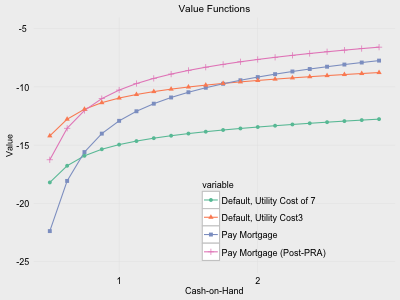 Value Functions
-5
-10
-15
-20
-25
Value
variable
Default, Utility Cost of 7
Default, Utility Cost3
Pay Mortgage
Pay Mortgage (Post-PRA)
1 2
Cash-on-Hand